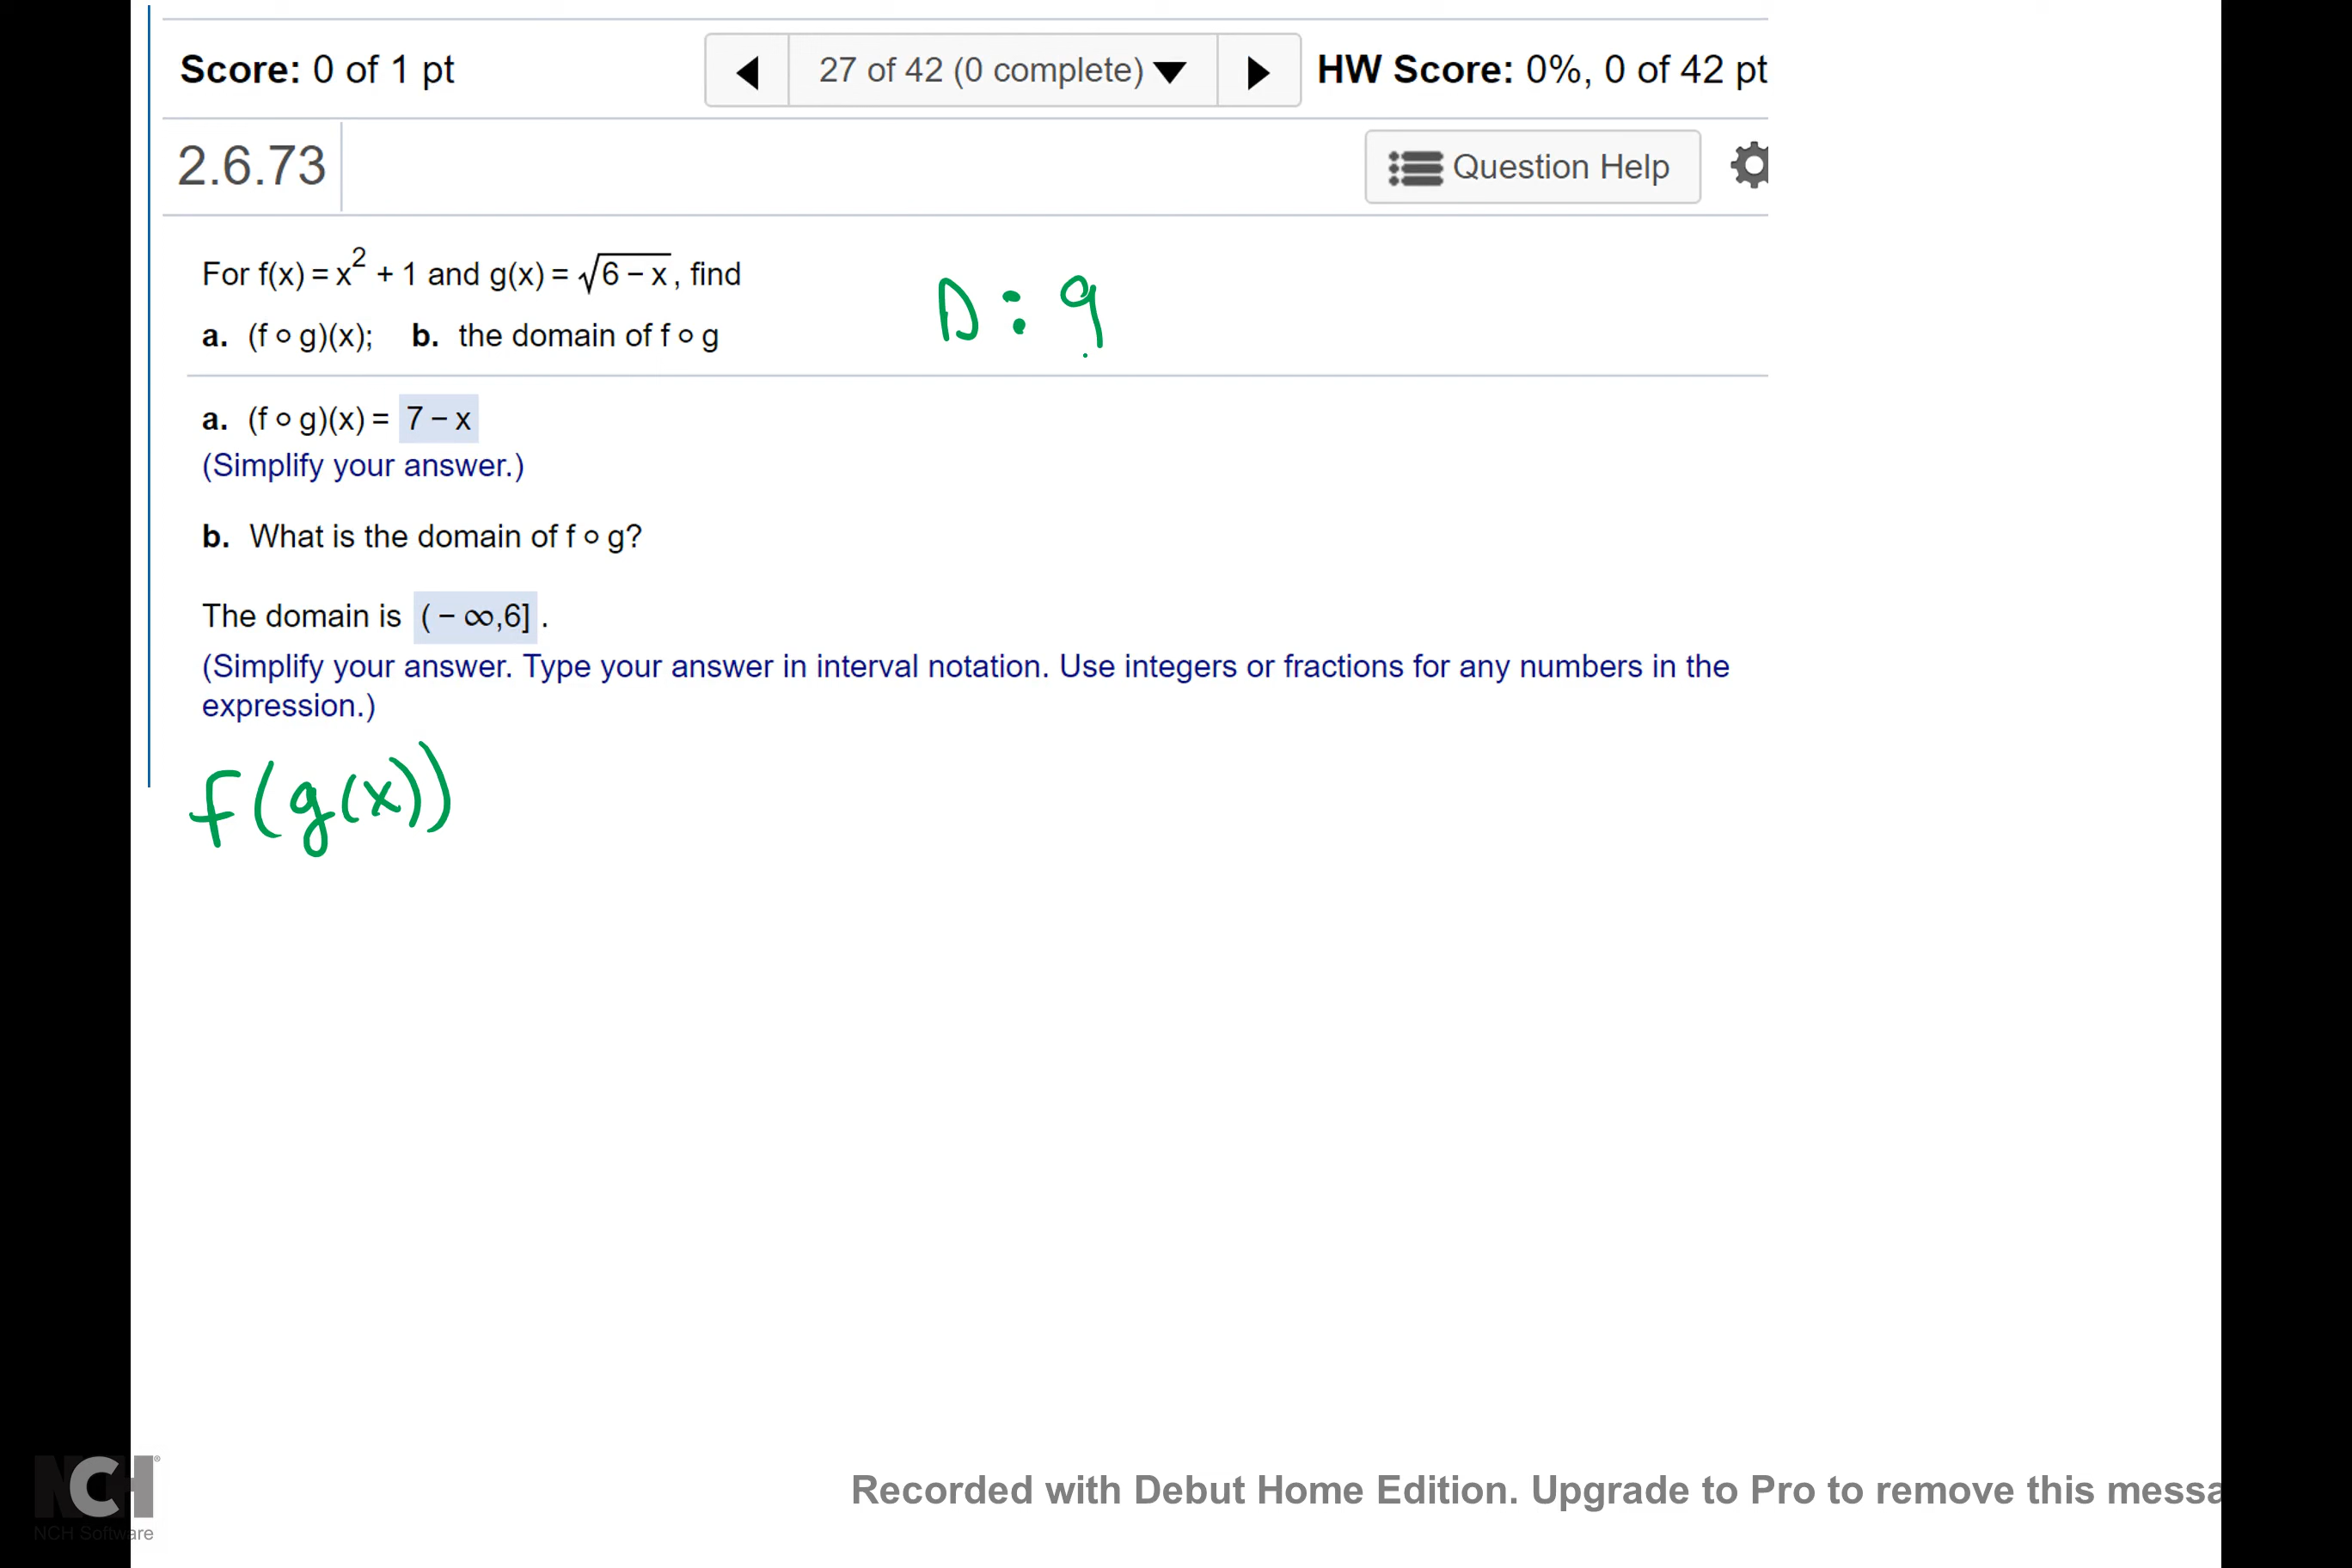 Score: 0 of 1 pt
27 of 42 (0 complete)
HW Score: 0%, 0 of 42 pt
2.6.73
Question Help
For f(x) = x² + 1 and g(x) = √(6 − x), find
a. (f ∘ g)(x);   b. the domain of f ∘ g
D : g
a. (f ∘ g)(x) = 7 − x
(Simplify your answer.)
b. What is the domain of f ∘ g?
The domain is ( − ∞,6] .
(Simplify your answer. Type your answer in interval notation. Use integers or fractions for any numbers in the
expression.)
f(g(x))
NCH®
NCH Software
Recorded with Debut Home Edition. Upgrade to Pro to remove this messa